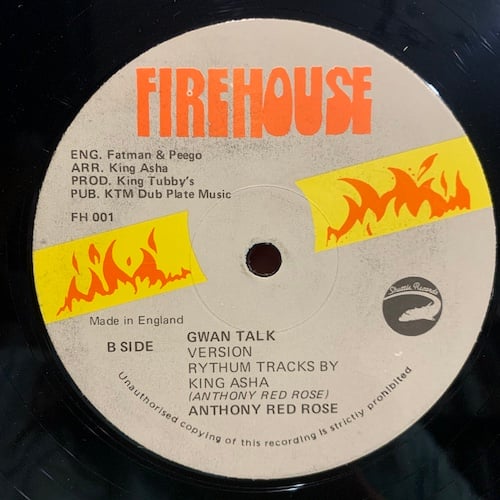 FIREHOUSE
ENG. Fatman & Peego
ARR. King Asha
PROD. King Tubby's
PUB. KTM Dub Plate Music
FH 001
Shuttle Records
Made in England
B SIDE
GWAN TALK
VERSION
RYTHUM TRACKS BY
KING ASHA
(ANTHONY RED ROSE)
ANTHONY RED ROSE
Unauthorised copying of this recording is strictly prohibited